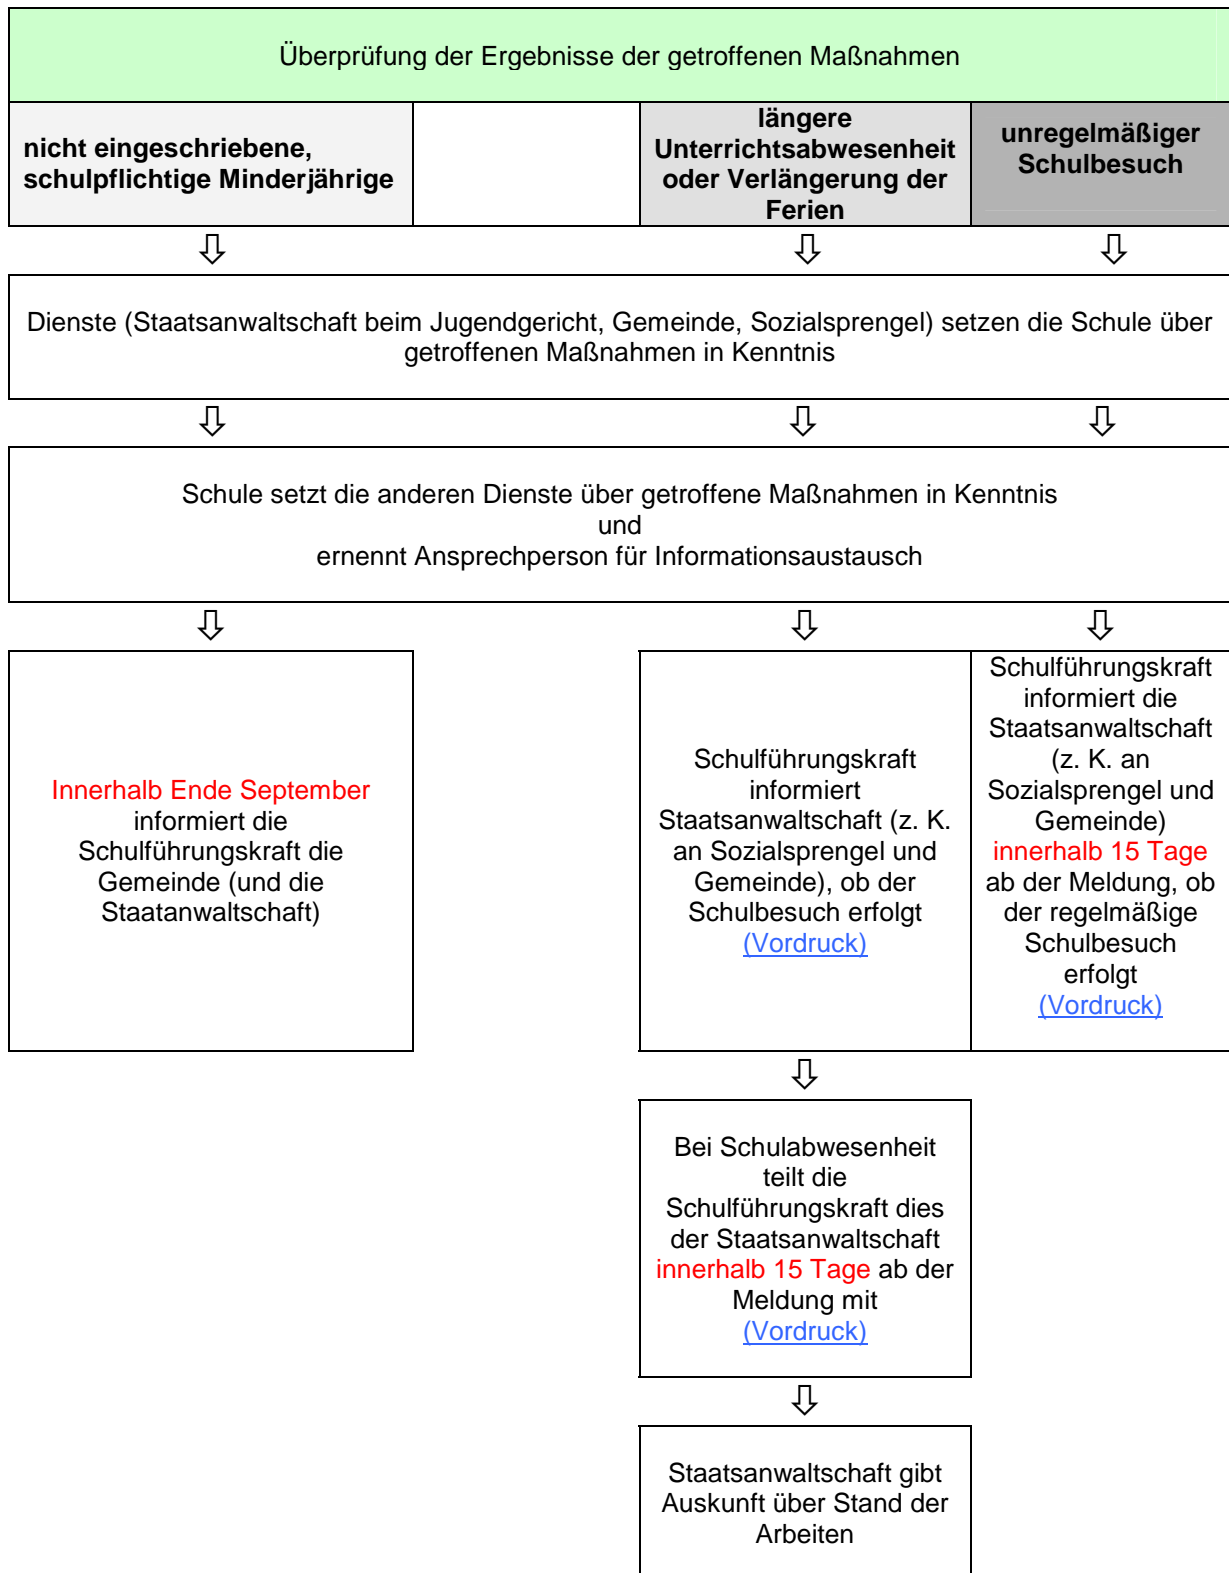 Überprüfung der Ergebnisse der getroffenen Maßnahmen
nicht eingeschriebene,
schulpflichtige Minderjährige
längere
Unterrichtsabwesenheit
oder Verlängerung der
Ferien
unregelmäßiger
Schulbesuch
Dienste (Staatsanwaltschaft beim Jugendgericht, Gemeinde, Sozialsprengel) setzen die Schule über
getroffenen Maßnahmen in Kenntnis
Schule setzt die anderen Dienste über getroffene Maßnahmen in Kenntnis
und
ernennt Ansprechperson für Informationsaustausch
Innerhalb Ende September
informiert die
Schulführungskraft die
Gemeinde (und die
Staatanwaltschaft)
Schulführungskraft
informiert
Staatsanwaltschaft (z. K.
an Sozialsprengel und
Gemeinde), ob der
Schulbesuch erfolgt
(Vordruck)
Schulführungskraft
informiert die
Staatsanwaltschaft
(z. K. an
Sozialsprengel und
Gemeinde)
innerhalb 15 Tage
ab der Meldung, ob
der regelmäßige
Schulbesuch
erfolgt
(Vordruck)
Bei Schulabwesenheit
teilt die
Schulführungskraft dies
der Staatsanwaltschaft
innerhalb 15 Tage ab der
Meldung mit
(Vordruck)
Staatsanwaltschaft gibt
Auskunft über Stand der
Arbeiten